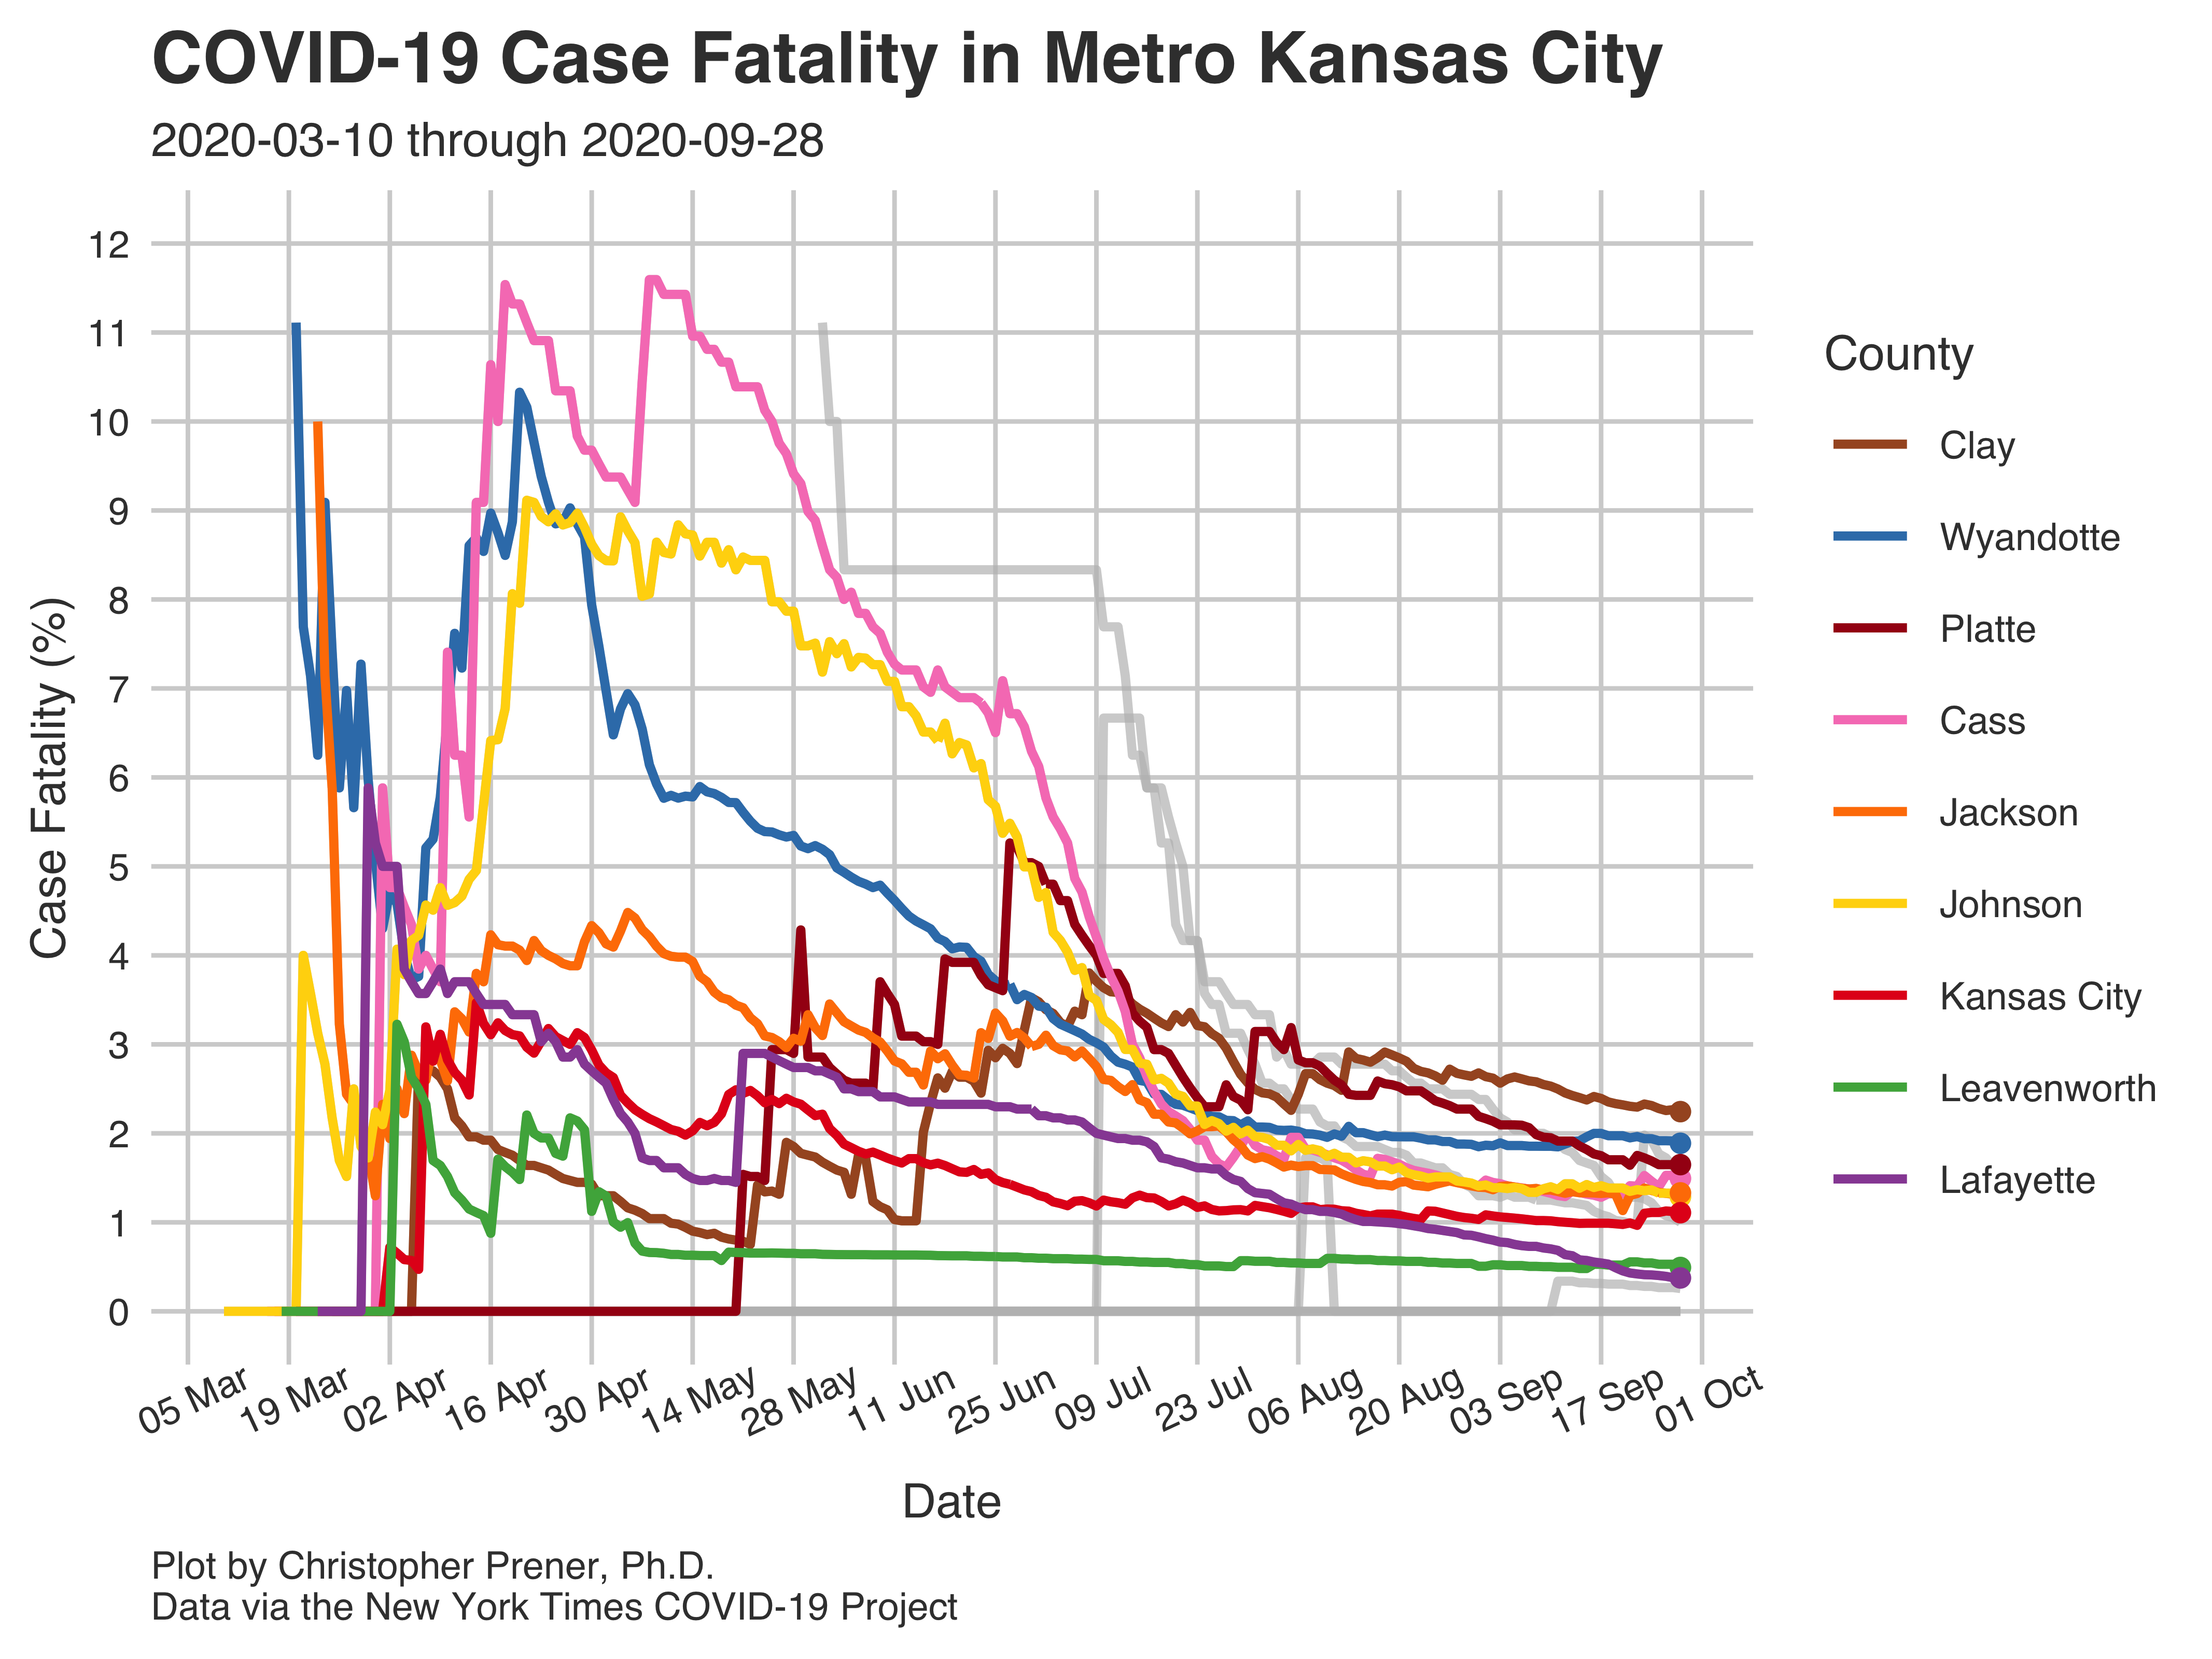 COVID-19 Case Fatality in Metro Kansas City
2020-03-10 through 2020-09-28
Case Fatality (%)
12
11
10
9
8
7
6
5
4
3
2
1
0
05 Mar
19 Mar
02 Apr
16 Apr
30 Apr
14 May
28 May
11 Jun
25 Jun
09 Jul
23 Jul
06 Aug
20 Aug
03 Sep
17 Sep
01 Oct
Date
County
Clay
Wyandotte
Platte
Cass
Jackson
Johnson
Kansas City
Leavenworth
Lafayette
Plot by Christopher Prener, Ph.D.
Data via the New York Times COVID-19 Project